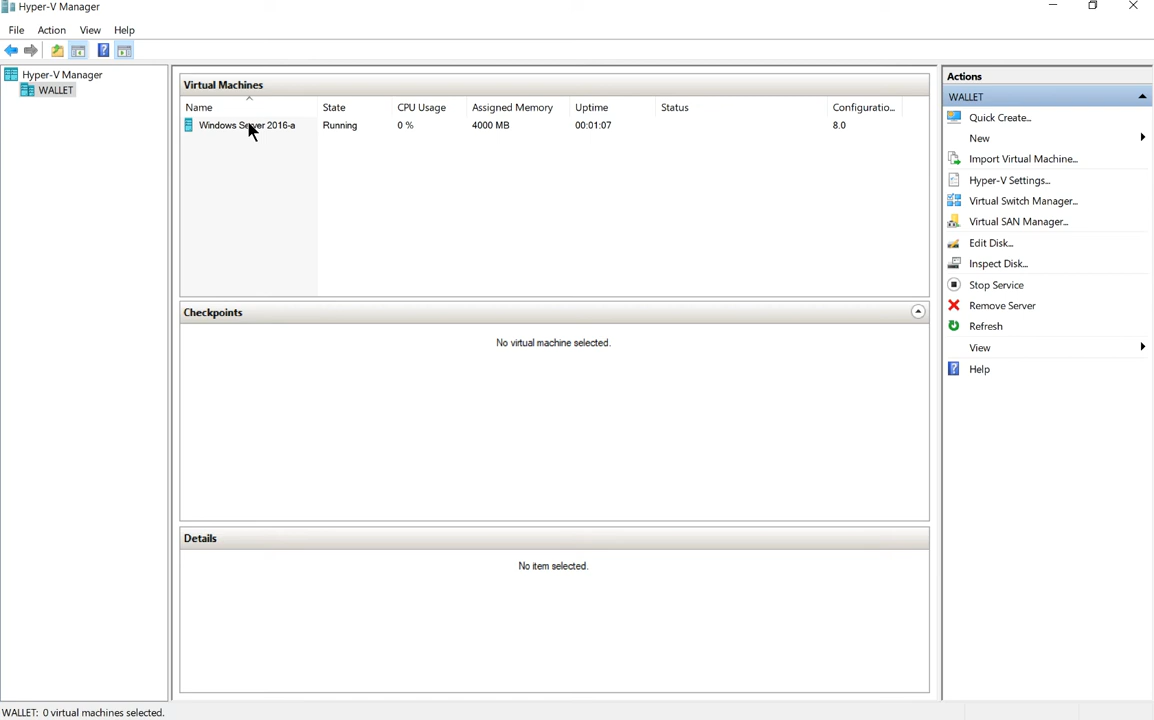 Hyper-V Manager
File Action View Help
Hyper-V Manager
WALLET
Virtual Machines
Name State CPU Usage Assigned Memory Uptime Status Configuratio...
Windows Server 2016-a Running 0 % 4000 MB 00:01:07 8.0
Checkpoints
No virtual machine selected.
Details
No item selected.
Actions
WALLET
Quick Create...
New
Import Virtual Machine...
Hyper-V Settings...
Virtual Switch Manager...
Virtual SAN Manager...
Edit Disk...
Inspect Disk...
Stop Service
Remove Server
Refresh
View
Help
WALLET: 0 virtual machines selected.